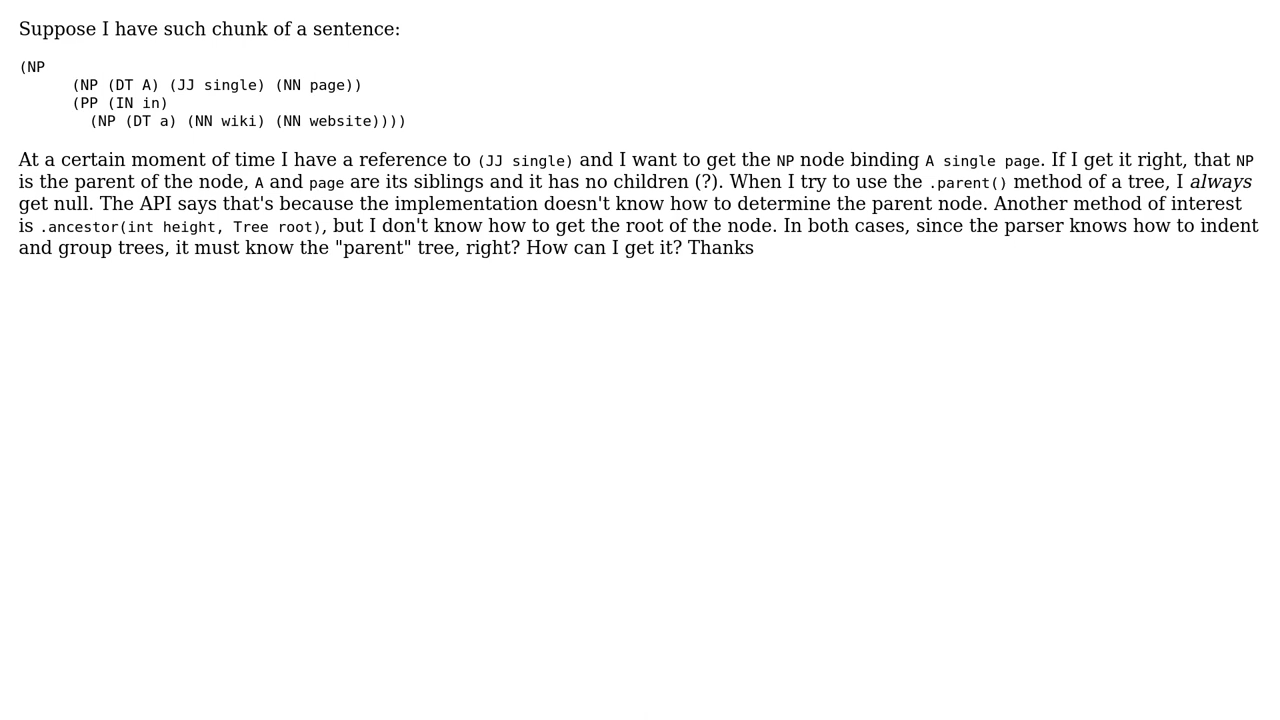 Suppose I have such chunk of a sentence:
(NP
(NP (DT A) (JJ single) (NN page))
(PP (IN in)
(NP (DT a) (NN wiki) (NN website))))
At a certain moment of time I have a reference to (JJ single) and I want to get the NP node binding A single page. If I get it right, that NP
is the parent of the node, A and page are its siblings and it has no children (?). When I try to use the .parent() method of a tree, I always
get null. The API says that's because the implementation doesn't know how to determine the parent node. Another method of interest
is .ancestor(int height, Tree root), but I don't know how to get the root of the node. In both cases, since the parser knows how to indent
and group trees, it must know the "parent" tree, right? How can I get it? Thanks